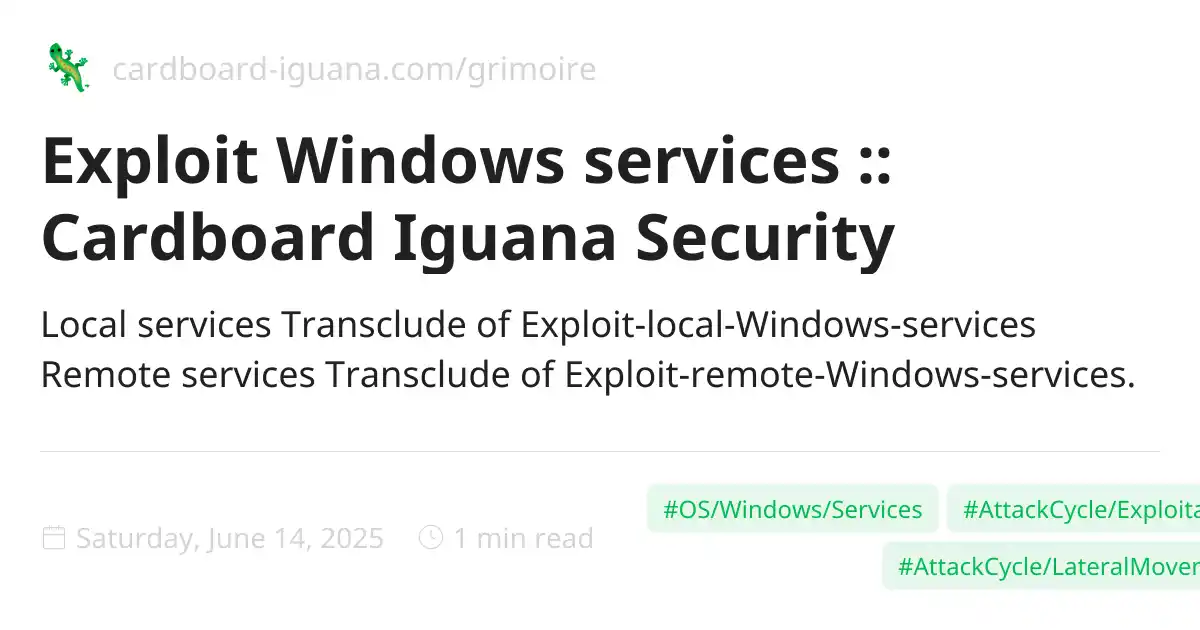 cardboard-iguana.com/grimoire
Exploit Windows services ::
Cardboard Iguana Security
Local services Transclude of Exploit-local-Windows-services
Remote services Transclude of Exploit-remote-Windows-services.
#OS/Windows/Services #AttackCycle/Exploita
Saturday, June 14, 2025 1 min read
#AttackCycle/LateralMover